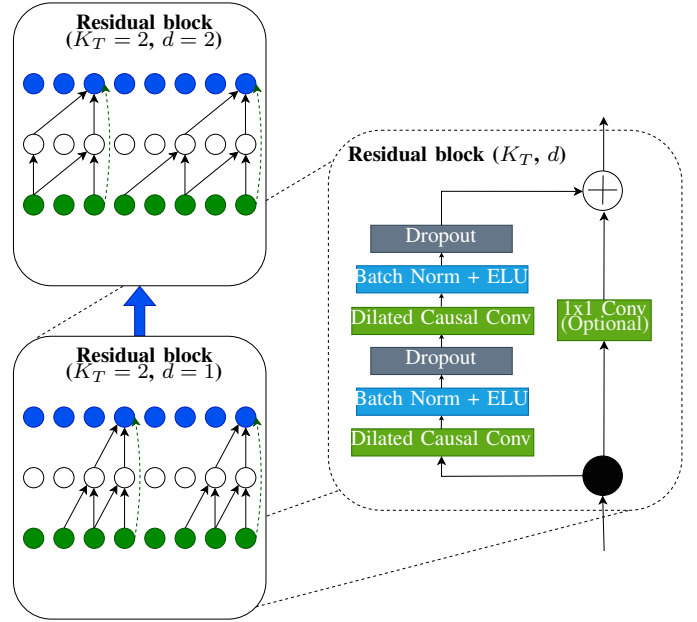 Residual block
(K_T = 2, d = 2)
Residual block (K_T, d)
Dropout
Batch Norm + ELU
Dilated Causal Conv
Dropout
Batch Norm + ELU
Dilated Causal Conv
1x1 Conv
(Optional)
Residual block
(K_T = 2, d = 1)